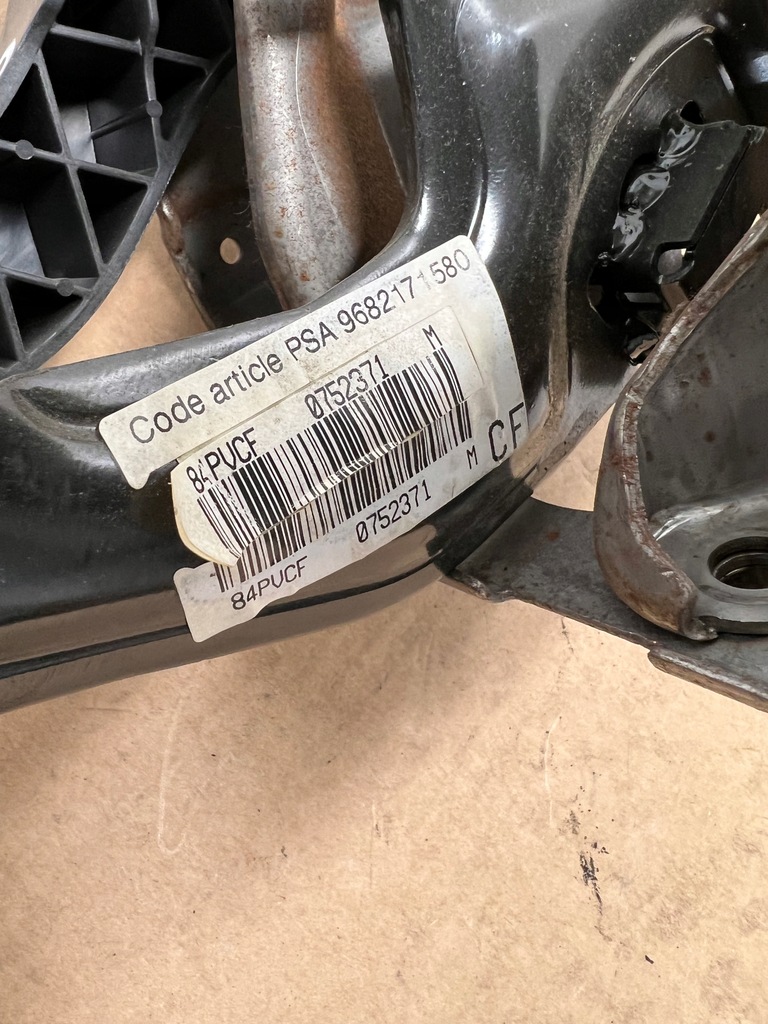 Code article PSA 9682171580
84PVCF 0752371 M
CF
84PVCF 0752371 M